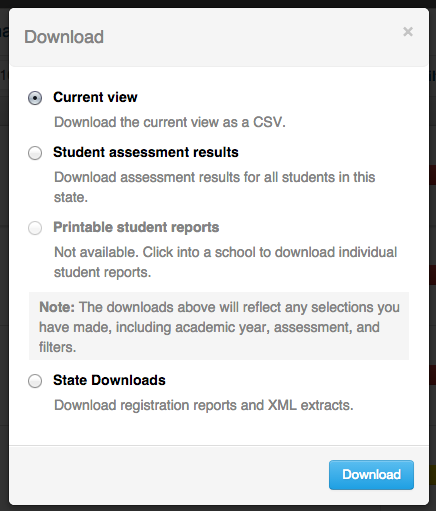 Download
×
Current view
Download the current view as a CSV.
Student assessment results
Download assessment results for all students in this
state.
Printable student reports
Not available. Click into a school to download individual
student reports.
Note: The downloads above will reflect any selections you
have made, including academic year, assessment, and
filters.
State Downloads
Download registration reports and XML extracts.
Download